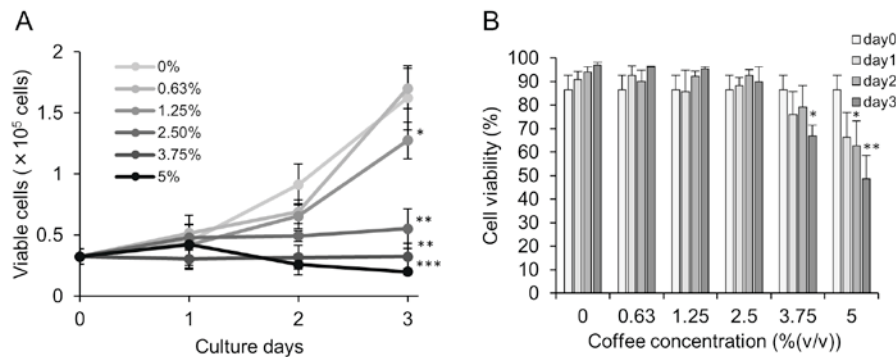 A
Viable cells (×10⁵ cells)
2
1.5
1
0.5
0
0%
0.63%
1.25%
2.50%
3.75%
5%
*
**
**
***
0 1 2 3
Culture days
B
Cell viability (%)
100
90
80
70
60
50
40
30
20
10
0
day0
day1
day2
day3
*
*
**
0 0.63 1.25 2.5 3.75 5
Coffee concentration (%(v/v))